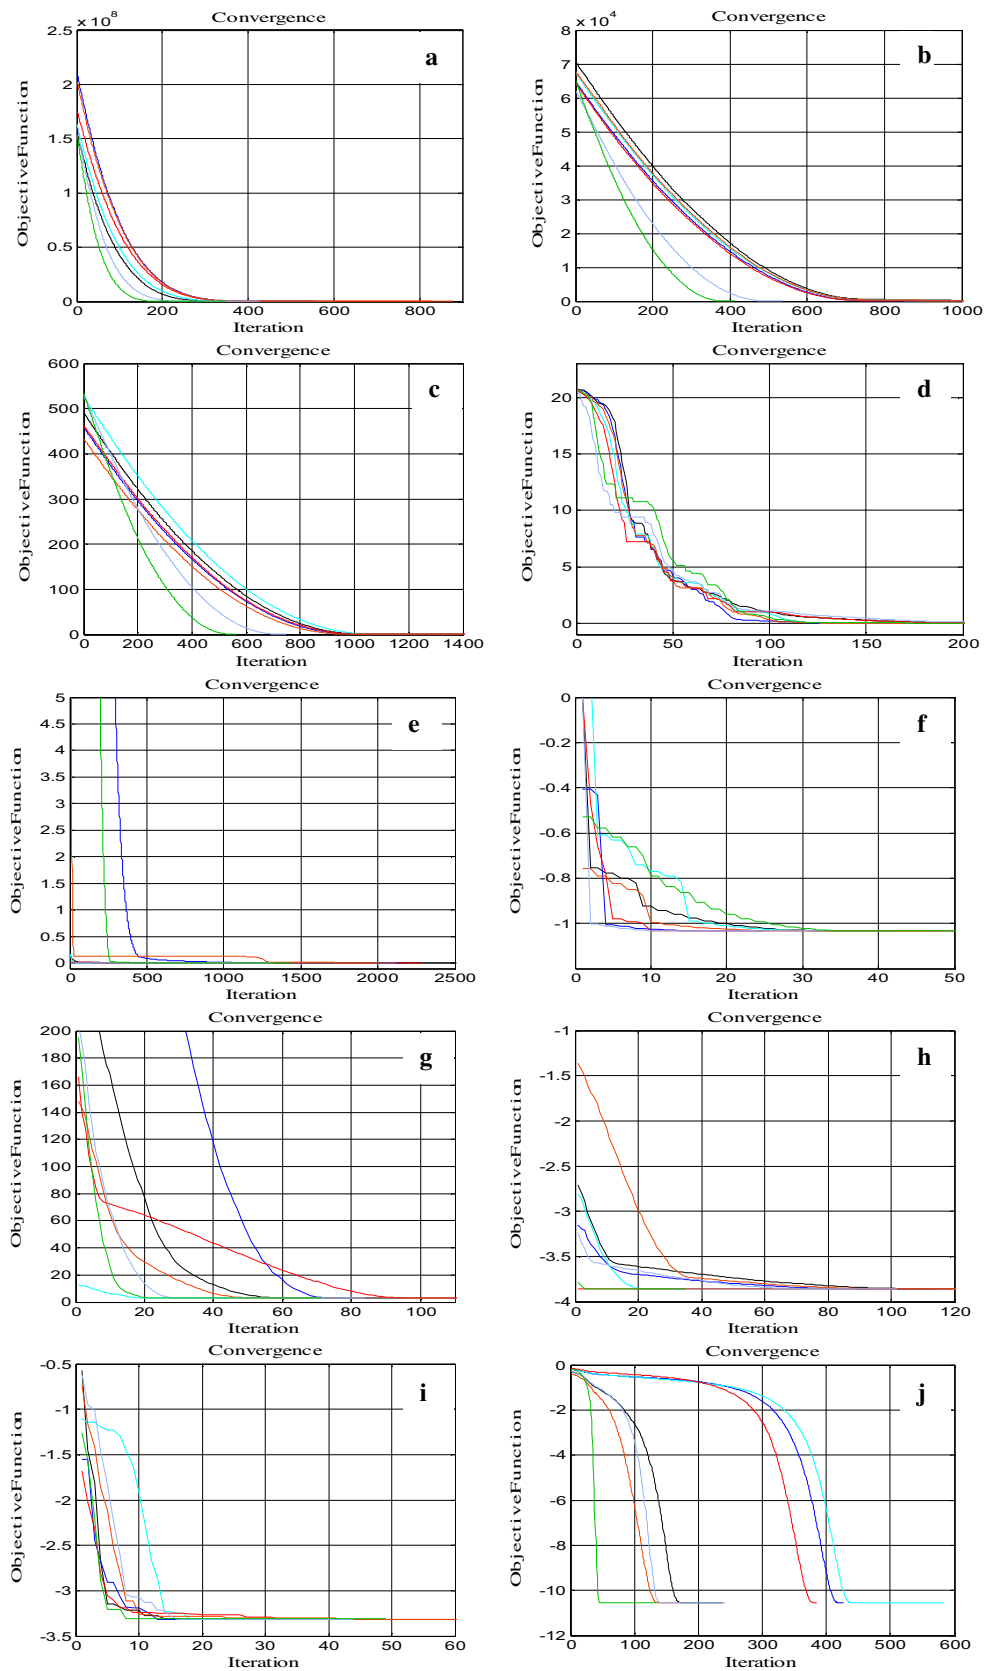 Convergence
2.5 × 10^8
2
1.5
1
0.5
0
0 200 400 600 800
ObjectiveFunction
Iteration
a
Convergence
8 × 10^4
7
6
5
4
3
2
1
0
0 200 400 600 800 1000
ObjectiveFunction
Iteration
b
Convergence
600
500
400
300
200
100
0
0 200 400 600 800 1000 1200 1400
ObjectiveFunction
Iteration
c
Convergence
20
15
10
5
0
0 50 100 150 200
ObjectiveFunction
Iteration
d
Convergence
5
4.5
4
3.5
3
2.5
2
1.5
1
0.5
0
0 500 1000 1500 2000 2500
ObjectiveFunction
Iteration
e
Convergence
0
-0.2
-0.4
-0.6
-0.8
-1
0 10 20 30 40 50
ObjectiveFunction
Iteration
f
Convergence
200
180
160
140
120
100
80
60
40
20
0
0 20 40 60 80 100
ObjectiveFunction
Iteration
g
Convergence
-1
-1.5
-2
-2.5
-3
-3.5
-4
0 20 40 60 80 100 120
ObjectiveFunction
Iteration
h
Convergence
-0.5
-1
-1.5
-2
-2.5
-3
-3.5
0 10 20 30 40 50 60
ObjectiveFunction
Iteration
i
Convergence
0
-2
-4
-6
-8
-10
-12
0 100 200 300 400 500 600
ObjectiveFunction
Iteration
j